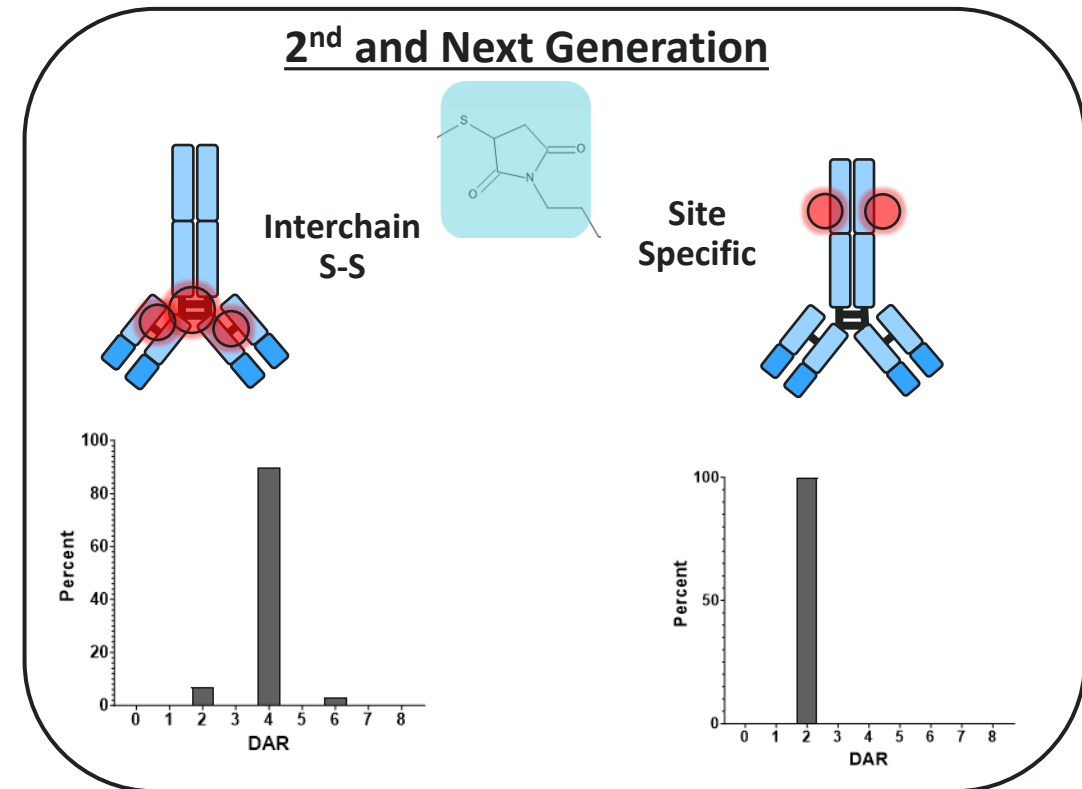 2nd and Next Generation
S
O
N
O
Interchain
S-S
Site
Specific
100
80
60
40
20
0
Percent
0 1 2 3 4 5 6 7 8
DAR
100
50
0
Percent
0 1 2 3 4 5 6 7 8
DAR